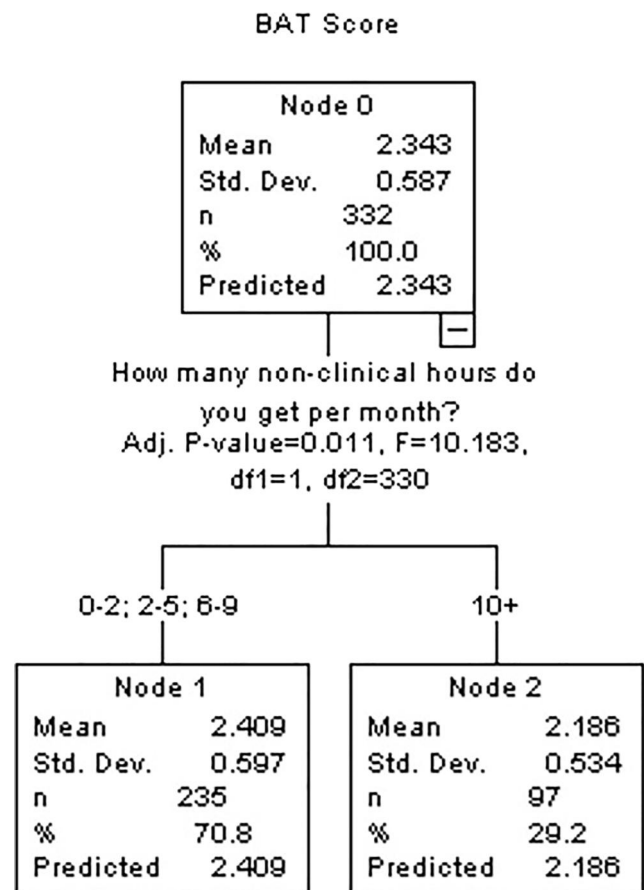 BAT Score
Node 0
Mean 2.343
Std. Dev. 0.587
n 332
% 100.0
Predicted 2.343
How many non-clinical hours do
you get per month?
Adj. P-value=0.011, F=10.183,
df1=1, df2=330
0-2; 2-5; 6-9
10+
Node 1
Mean 2.409
Std. Dev. 0.597
n 235
% 70.8
Predicted 2.409
Node 2
Mean 2.186
Std. Dev. 0.534
n 97
% 29.2
Predicted 2.186